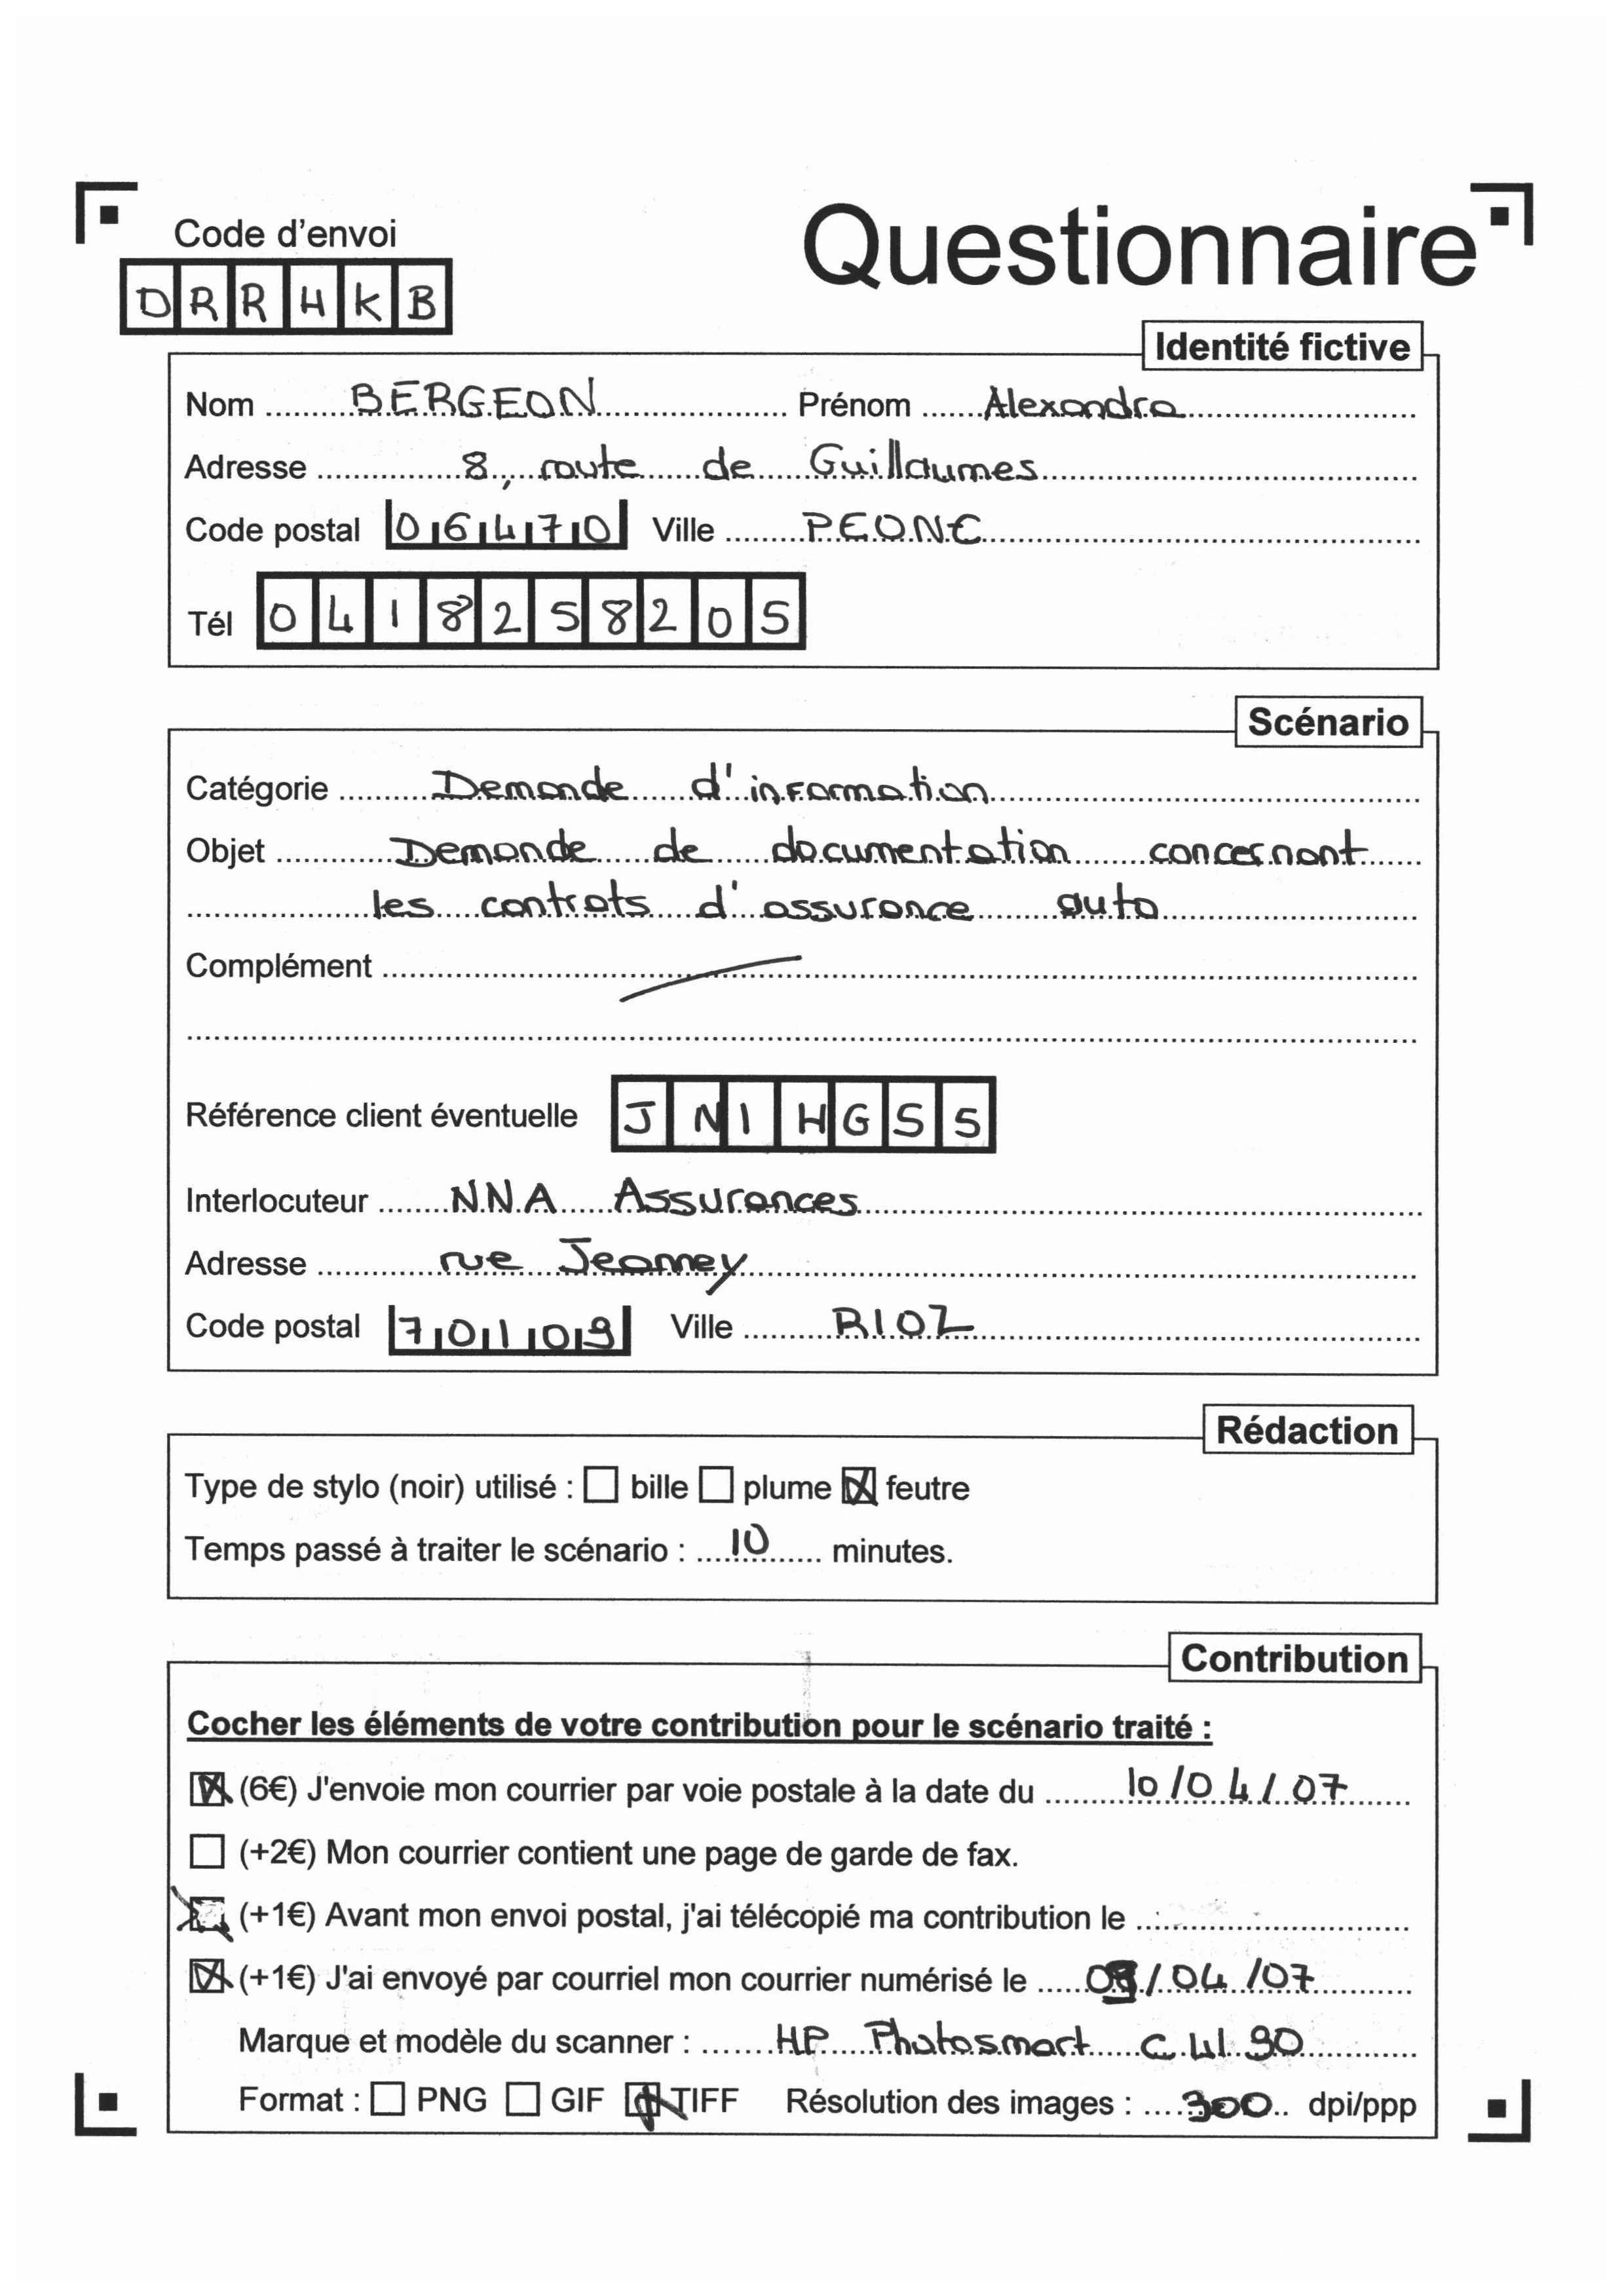 Code d'envoi
Questionnaire
DRRHKB
Identité fictive
Nom BERGEON Prénom Alexandra
Adresse 8, route de Guillaumes
Code postal 06470 Ville PEONE
Tél 0418258205
Scénario
Catégorie Demande d'information
Objet Demande de documentation concernant
les contrats d'assurance auto
Complément
Référence client éventuelle JNIHGSS
Interlocuteur NNA Assurances
Adresse rue Jeanney
Code postal 70109 Ville RIOZ
Rédaction
Type de stylo (noir) utilisé : bille plume feutre
Temps passé à traiter le scénario : 10 minutes.
Contribution
Cocher les éléments de votre contribution pour le scénario traité :
(6€) J'envoie mon courrier par voie postale à la date du 10/04/07
(+2€) Mon courrier contient une page de garde de fax.
(+1€) Avant mon envoi postal, j'ai télécopié ma contribution le
(+1€) J'ai envoyé par courriel mon courrier numérisé le /04/07
Marque et modèle du scanner : HP Photosmart C4190
Format : PNG GIF TIFF Résolution des images : 300 dpi/ppp